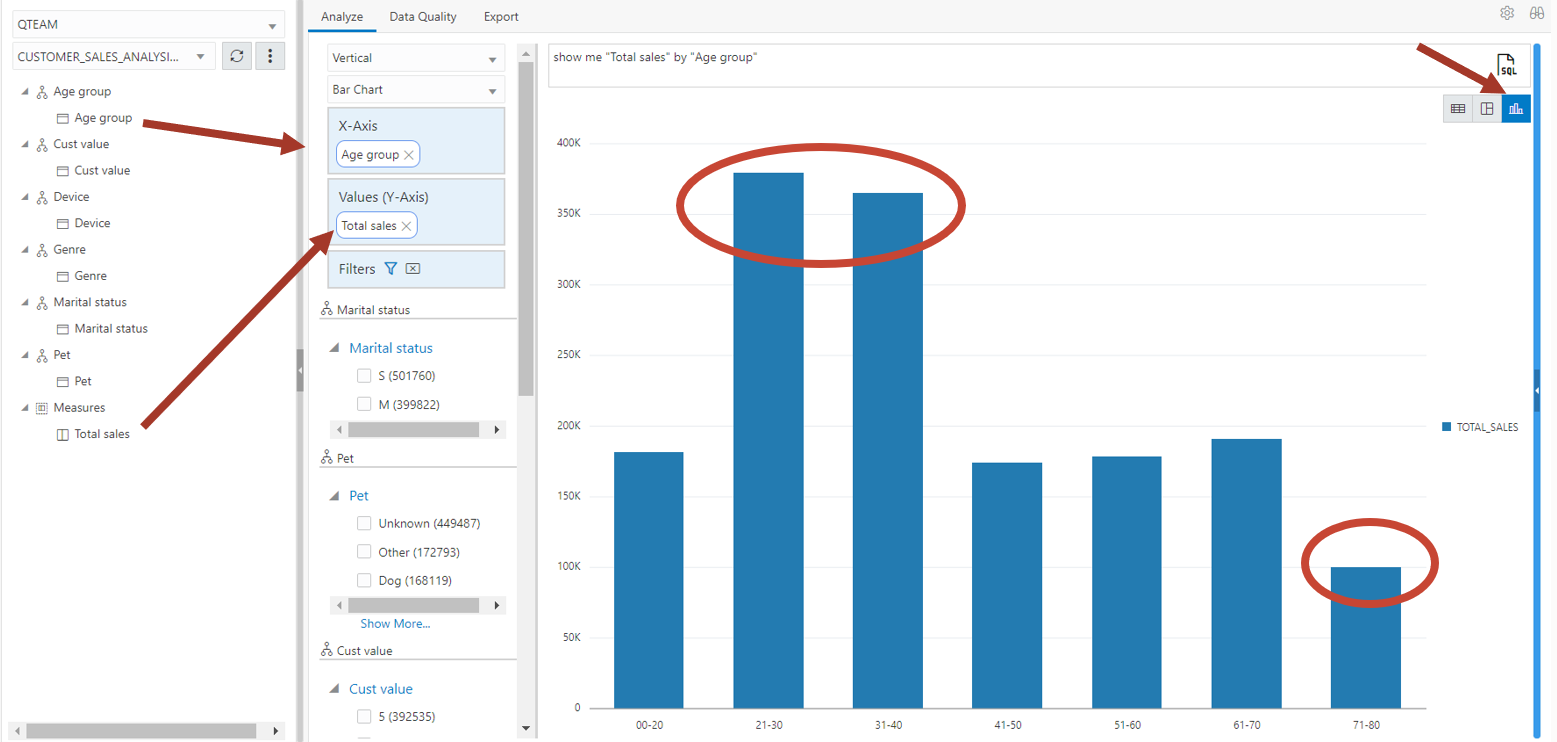 QTEAM
CUSTOMER_SALES_ANALYSI...
Age group
Age group
Cust value
Cust value
Device
Device
Genre
Genre
Marital status
Marital status
Pet
Pet
Measures
Total sales
Analyze Data Quality Export
Vertical
Bar Chart
X-Axis
Age group
Values (Y-Axis)
Total sales
Filters
Marital status
Marital status
S (501760)
M (399822)
Pet
Pet
Unknown (449487)
Other (172793)
Dog (168119)
Show More...
Cust value
Cust value
5 (392535)
show me "Total sales" by "Age group"
SQL
400K
350K
300K
250K
200K
150K
100K
50K
0
00-20 21-30 31-40 41-50 51-60 61-70 71-80
TOTAL_SALES